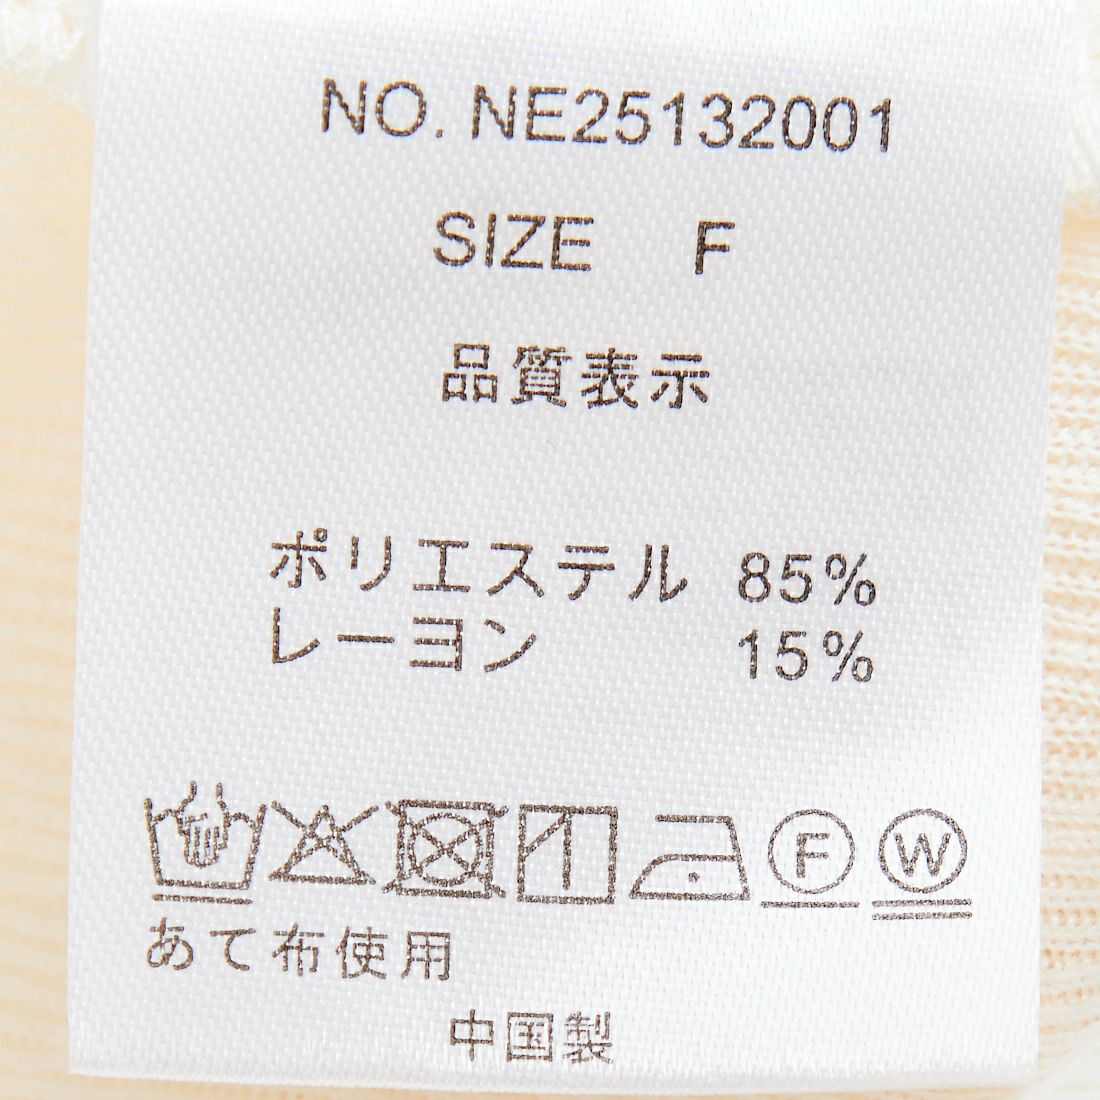 NO. NE25132001
SIZE F
品質表示
ポリエステル 85%
レーヨン 15%
F W
あて布使用
中国製